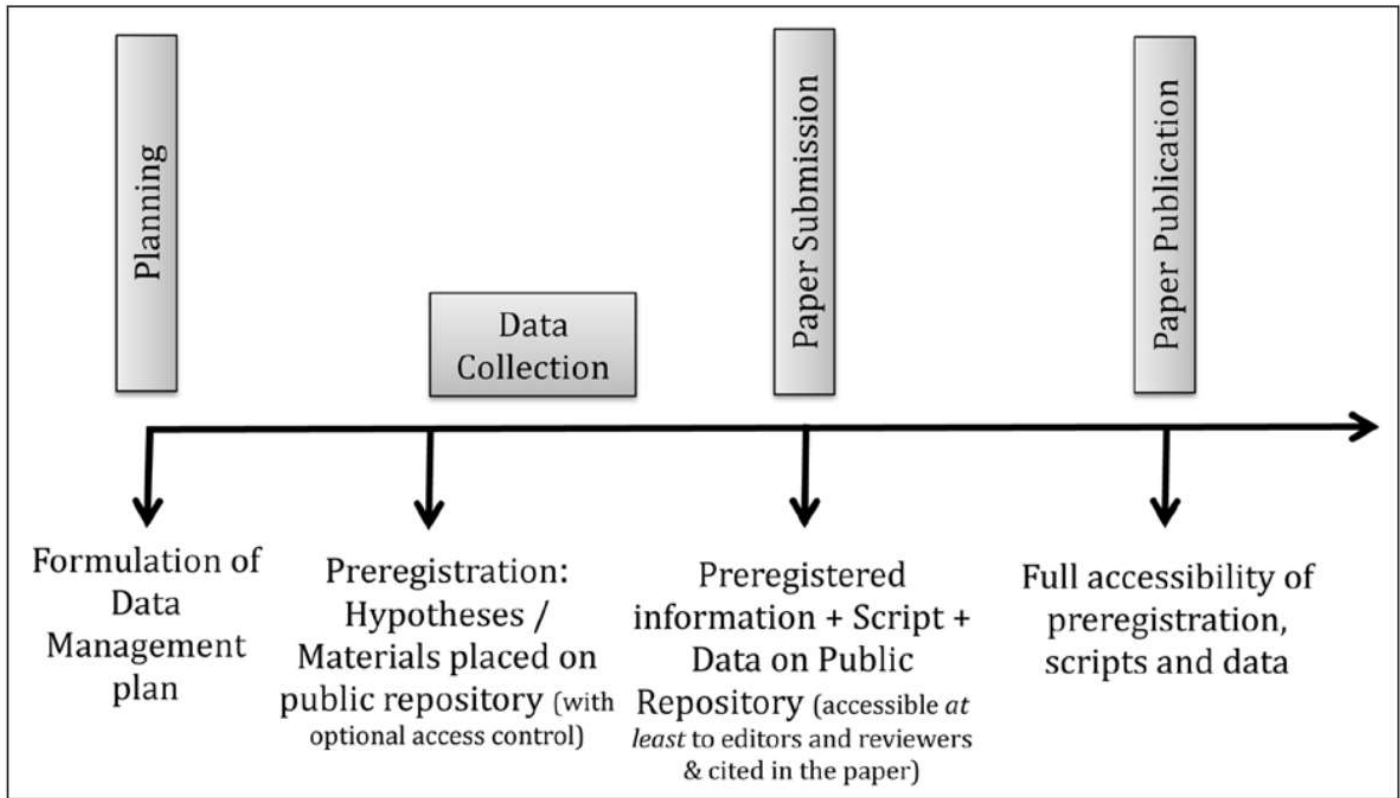 Planning
Data
Collection
Paper Submission
Paper Publication
Formulation of
Data
Management
plan
Preregistration:
Hypotheses /
Materials placed on
public repository (with
optional access control)
Preregistered
information + Script +
Data on Public
Repository (accessible at
least to editors and reviewers
& cited in the paper)
Full accessibility of
preregistration,
scripts and data